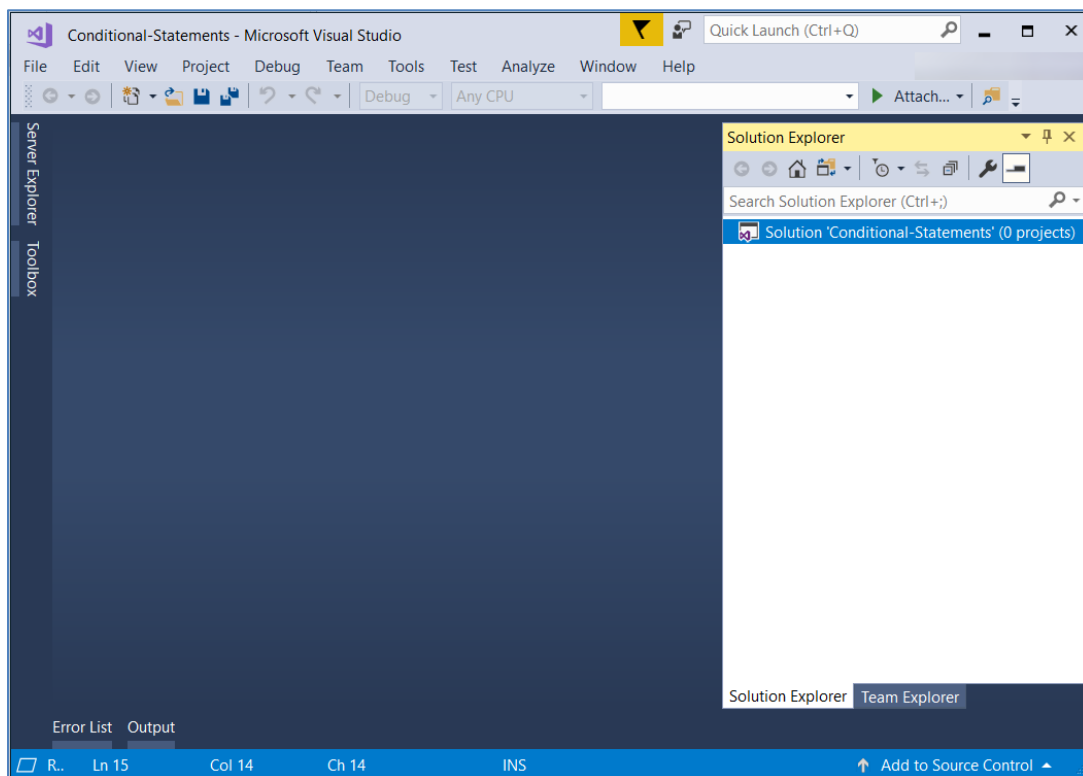 Conditional-Statements - Microsoft Visual Studio
Quick Launch (Ctrl+Q)
File Edit View Project Debug Team Tools Test Analyze Window Help
Debug Any CPU Attach...
Server Explorer
Toolbox
Solution Explorer
Search Solution Explorer (Ctrl+;)
Solution 'Conditional-Statements' (0 projects)
Solution Explorer Team Explorer
Error List Output
R.. Ln 15 Col 14 Ch 14 INS Add to Source Control